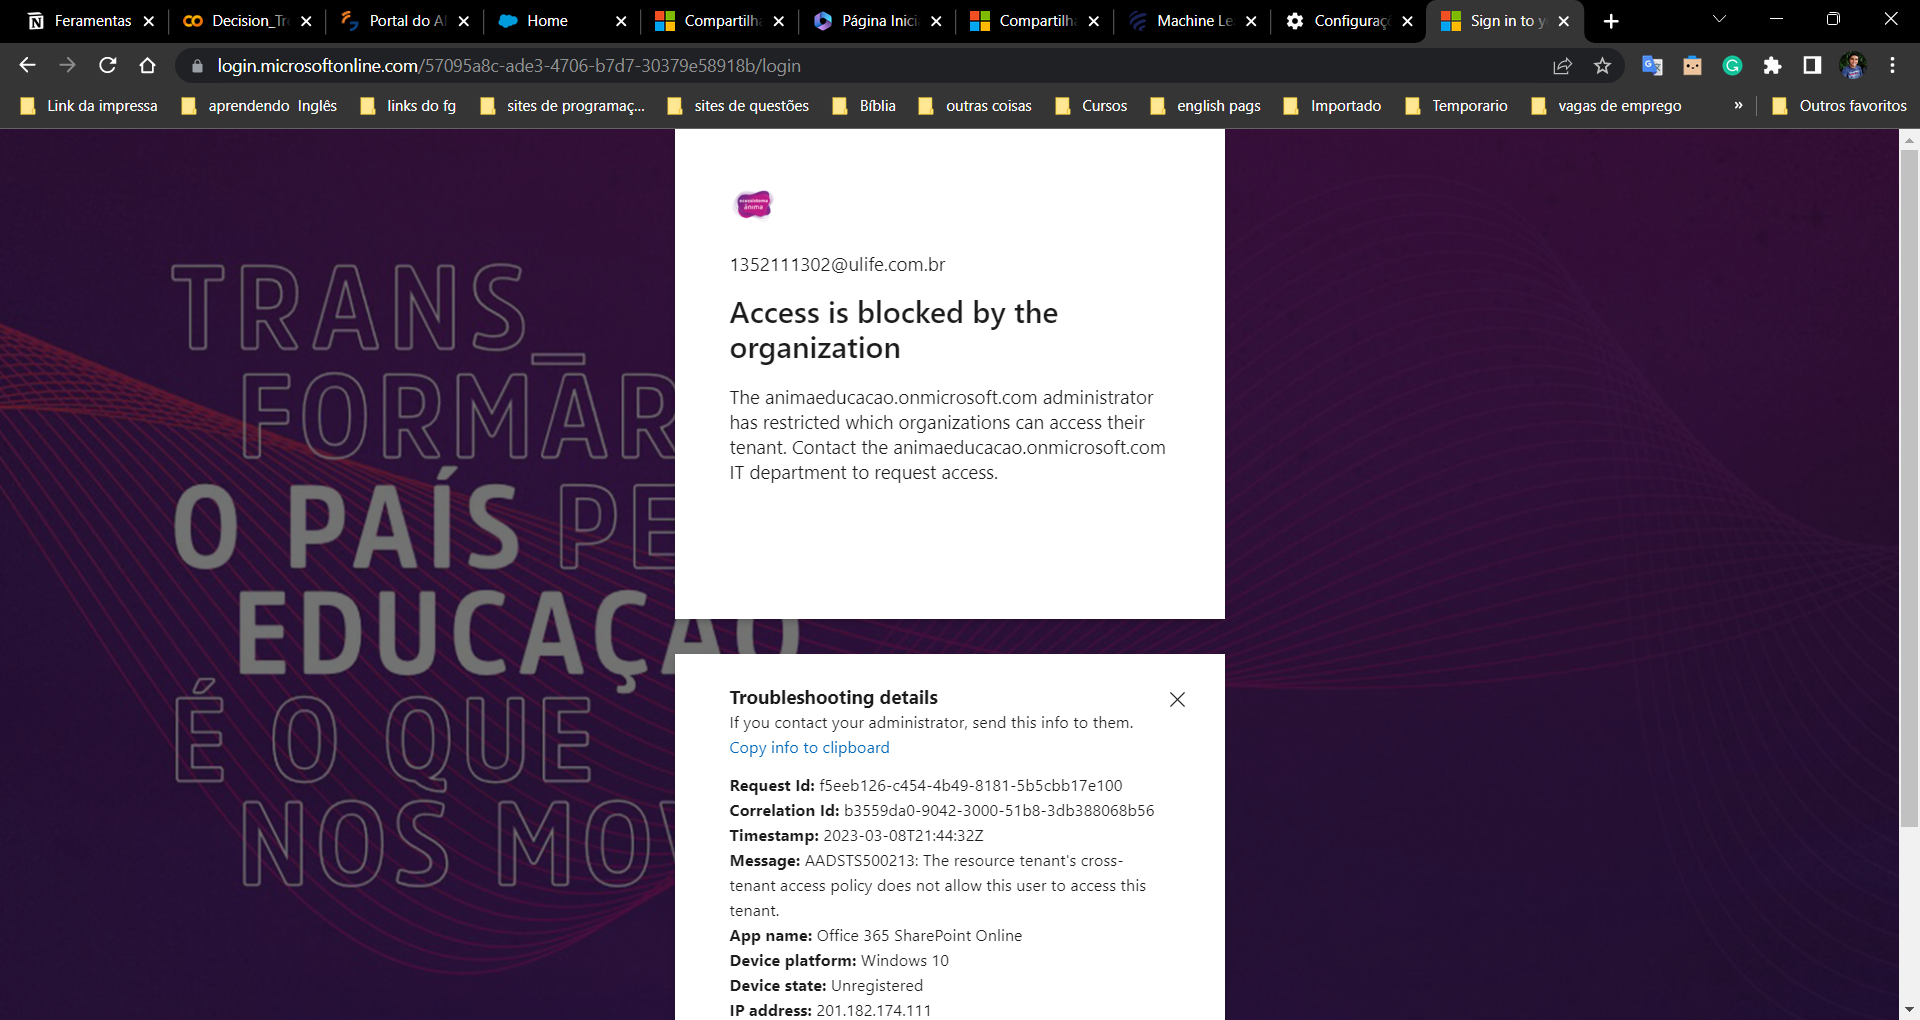 Feramentas
Decision_Tr
Portal do Al
Home
Compartilha
Página Inici
Compartilha
Machine Le
Configuraçõ
Sign in to y
login.microsoftonline.com/57095a8c-ade3-4706-b7d7-30379e58918b/login
Link da impressa
aprendendo Inglês
links do fg
sites de programaç...
sites de questões
Bíblia
outras coisas
Cursos
english pags
Importado
Temporario
vagas de emprego
»
Outros favoritos
TRANS_
FORMAR
O PAÍS PE
EDUCAÇÃO
É O QUE
NOS MOV
ecossistema
ânima
1352111302@ulife.com.br
Access is blocked by the
organization
The animaeducacao.onmicrosoft.com administrator
has restricted which organizations can access their
tenant. Contact the animaeducacao.onmicrosoft.com
IT department to request access.
Troubleshooting details
If you contact your administrator, send this info to them.
Copy info to clipboard
Request Id: f5eeb126-c454-4b49-8181-5b5cbb17e100
Correlation Id: b3559da0-9042-3000-51b8-3db388068b56
Timestamp: 2023-03-08T21:44:32Z
Message: AADSTS500213: The resource tenant's cross-
tenant access policy does not allow this user to access this
tenant.
App name: Office 365 SharePoint Online
Device platform: Windows 10
Device state: Unregistered
IP address: 201.182.174.111